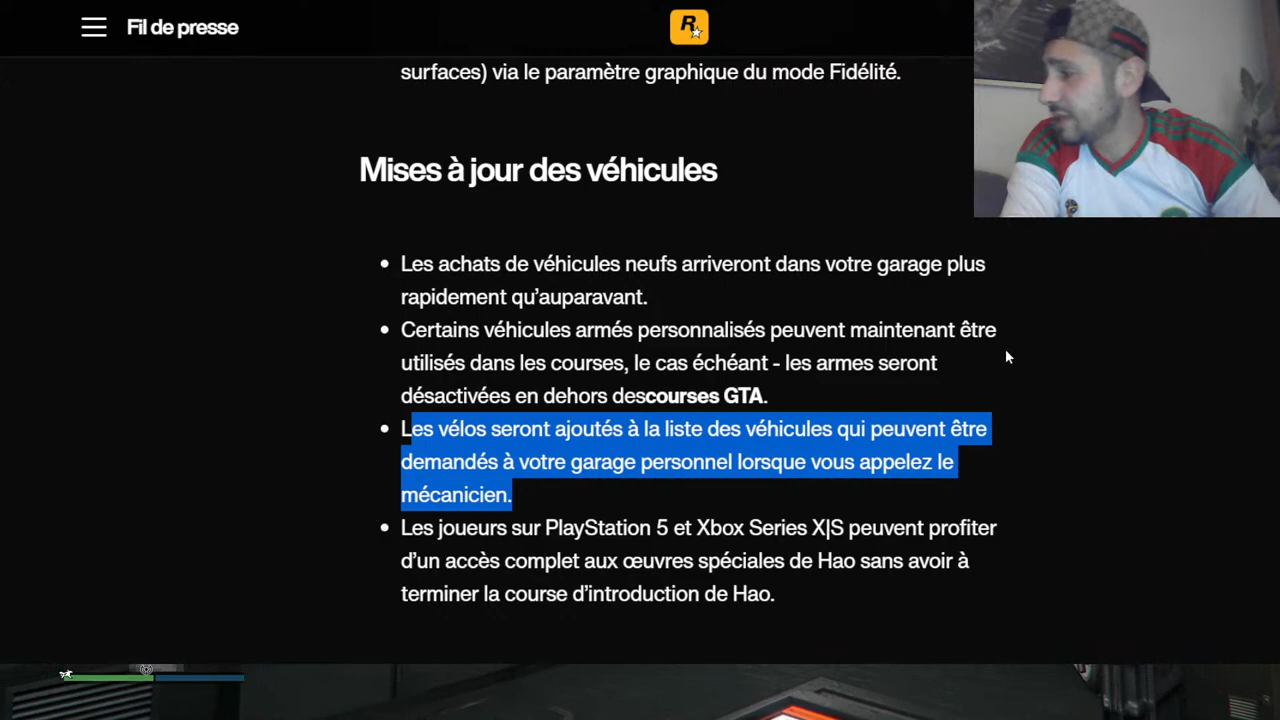 Fil de presse
R
surfaces) via le paramètre graphique du mode Fidélité.
Mises à jour des véhicules
• Les achats de véhicules neufs arriveront dans votre garage plus
rapidement qu’auparavant.
• Certains véhicules armés personnalisés peuvent maintenant être
utilisés dans les courses, le cas échéant - les armes seront
désactivées en dehors descourses GTA.
• Les vélos seront ajoutés à la liste des véhicules qui peuvent être
demandés à votre garage personnel lorsque vous appelez le
mécanicien.
• Les joueurs sur PlayStation 5 et Xbox Series X|S peuvent profiter
d’un accès complet aux œuvres spéciales de Hao sans avoir à
terminer la course d’introduction de Hao.